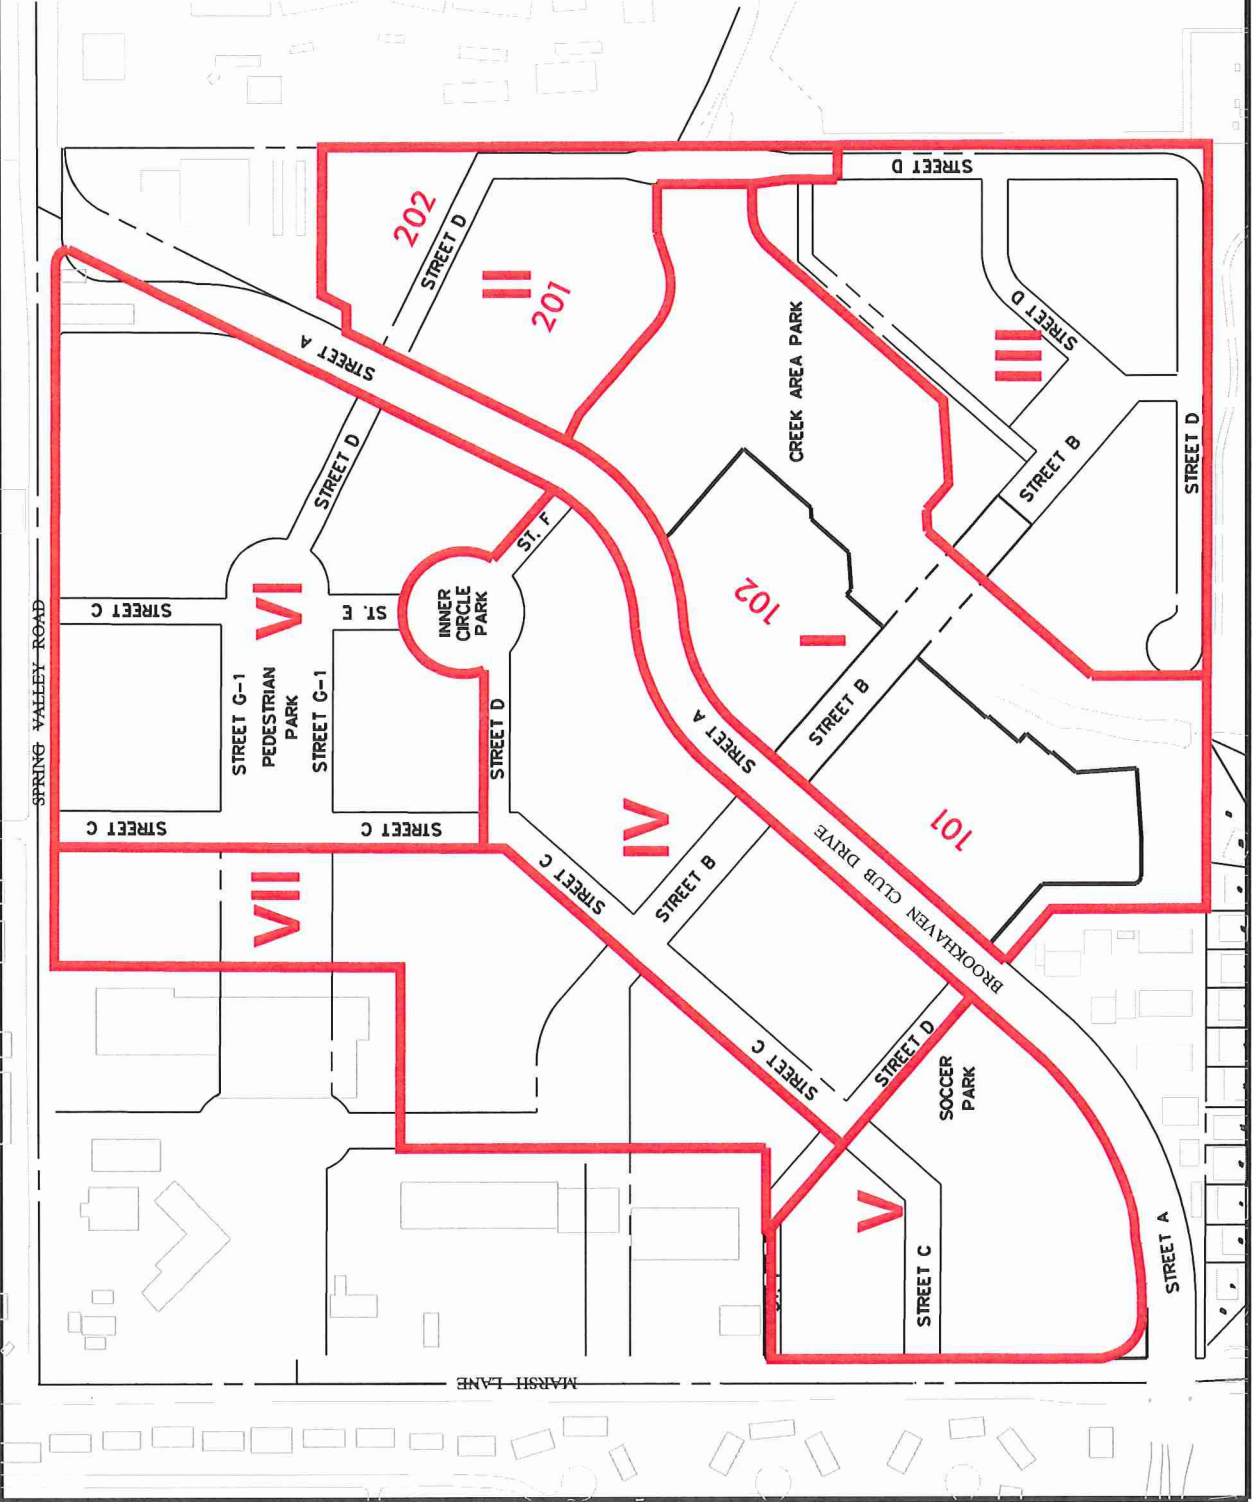 STREET D
202
STREET D
II
201
STREET A
STREET D
III
STREET D
CREEK AREA PARK
STREET D
STREET B
STREET D
ST. F
SPRING VALLEY ROAD
STREET C
VI
ST. E
INNER
CIRCLE
PARK
102
I
STREET G-1
PEDESTRIAN
PARK
STREET G-1
STREET D
STREET A
STREET B
STREET C
STREET C
IV
BROOKHAVEN CLUB DRIVE
101
VII
STREET C
STREET B
STREET C
STREET D
SOCCER
PARK
V
STREET C
STREET A
MARSH LANE